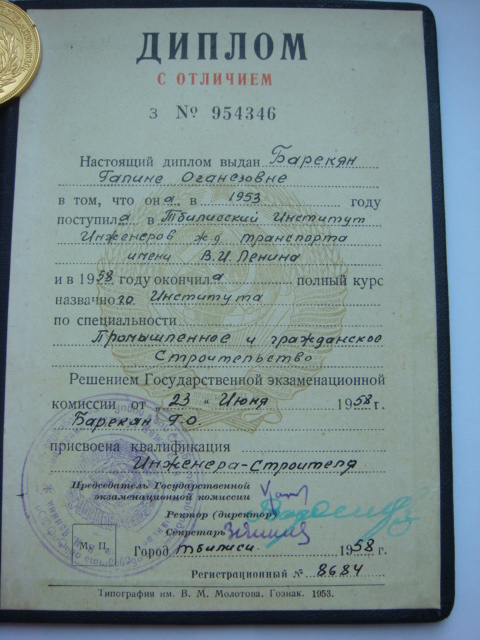 ДИПЛОМ
С ОТЛИЧИЕМ
З № 954346
Настоящий диплом выдан Барекян
Галине Оганезовне
в том, что она в 1953 году
поступила в Тбилисский Институт
Инженеров ж.д. транспорта
имени В.И. Ленина
и в 1958 году окончила полный курс
назвачного Института
по специальности
Промышленное и гражданское
Строительство
Решением Государственной экзаменационной
комиссии от „23" Июня 1958 г.
Барекян Г.О.
присвоена квалификация
Инженера-Строителя
Председатель Государственной
экзаменационной комиссии
Ректор (директор)
Секретарь
М. П.
Город Тбилиси 1958 г.
Регистрационный № 8684
Типография им. В. М. Молотова. Гознак. 1953.